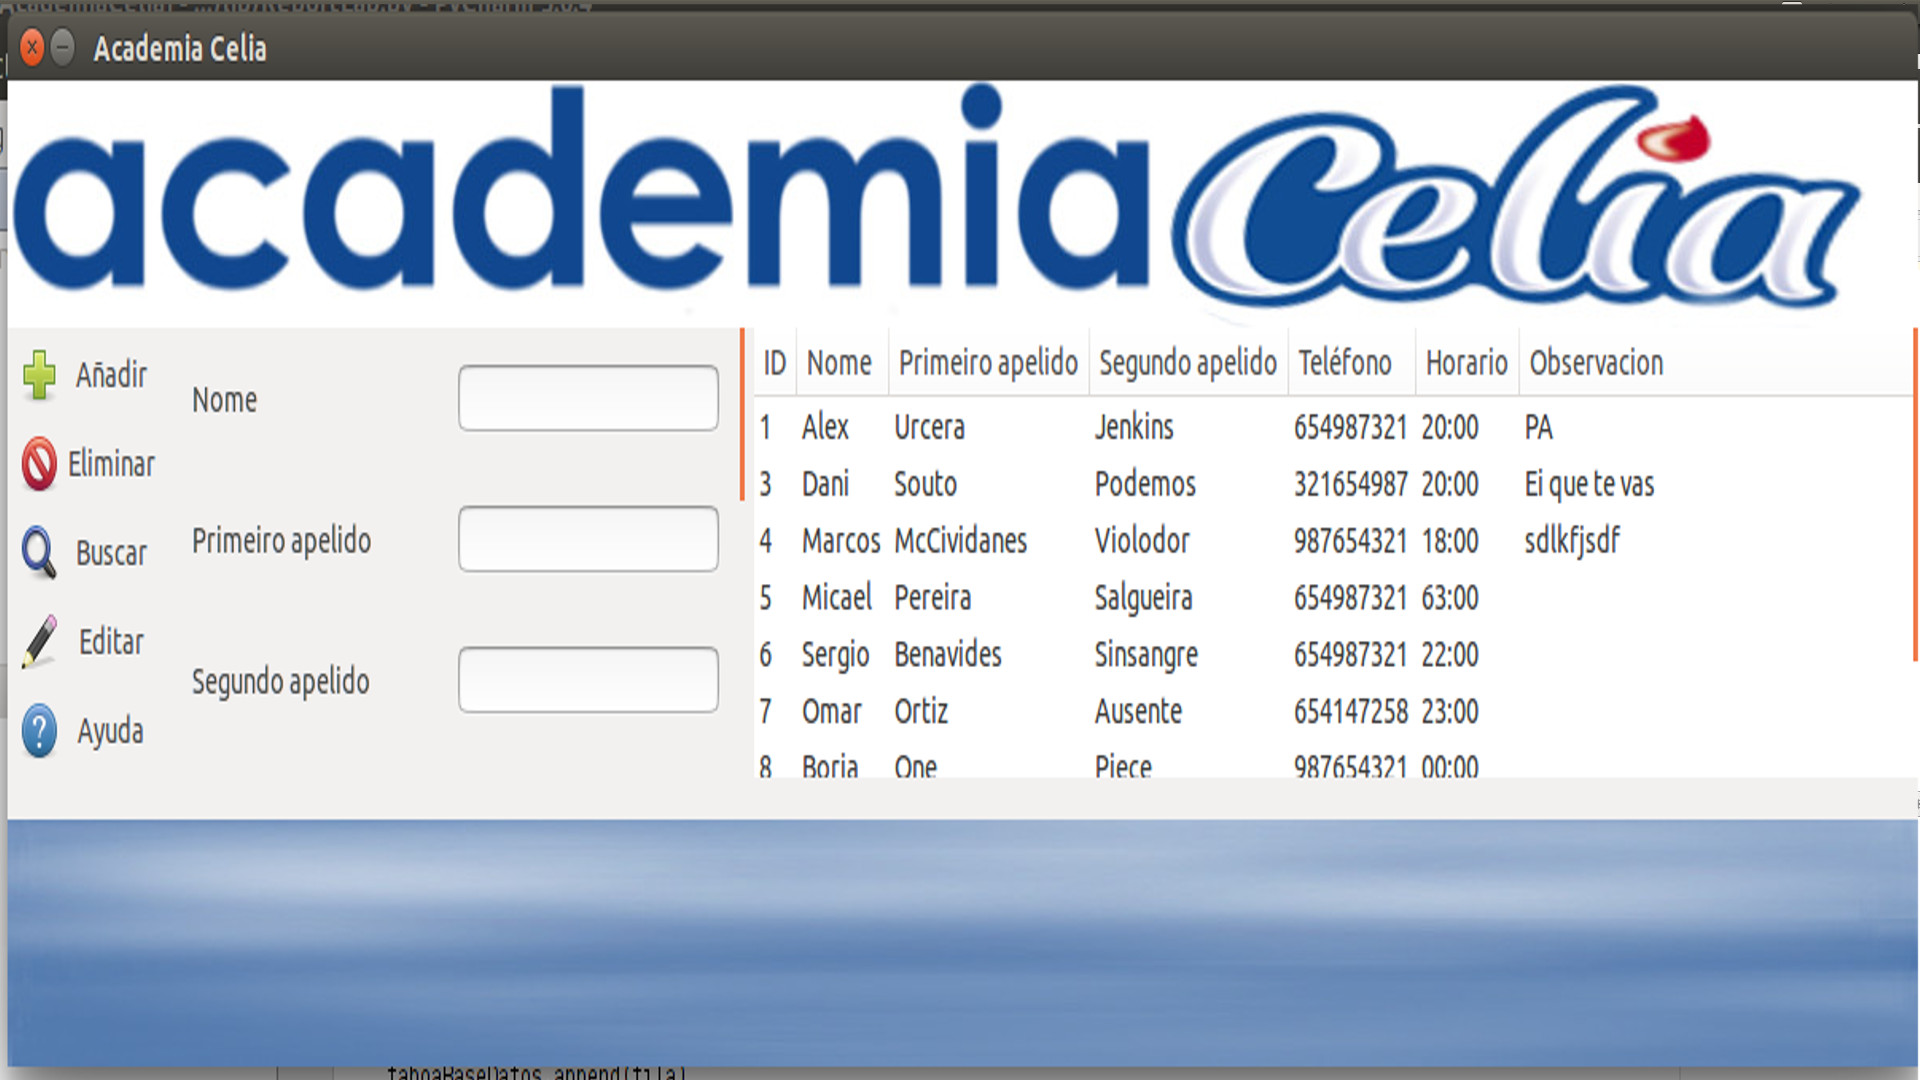 Academia Celia
academia Celia
Añadir
Eliminar
Buscar
Editar
Ayuda
Nome
Primeiro apelido
Segundo apelido
ID Nome Primeiro apelido Segundo apelido Teléfono Horario Observacion
1 Alex Urcera Jenkins 654987321 20:00 PA
3 Dani Souto Podemos 321654987 20:00 Ei que te vas
4 Marcos McCividanes Violodor 987654321 18:00 sdlkfjsdf
5 Micael Pereira Salgueira 654987321 63:00
6 Sergio Benavides Sinsangre 654987321 22:00
7 Omar Ortiz Ausente 654147258 23:00
8 Borja One Piece 987654321 00:00
taboaBaseDatos.append(fila)